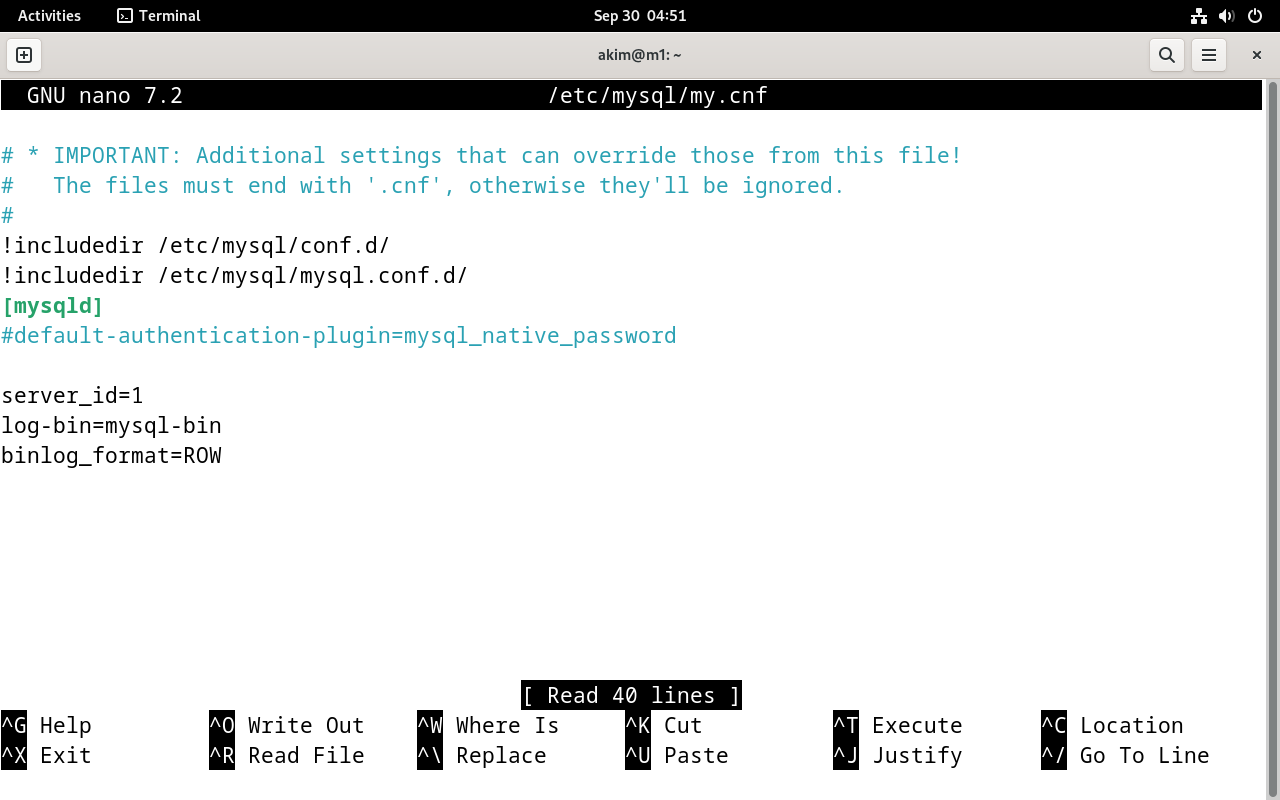 Activities Terminal Sep 30 04:51
akim@m1: ~
GNU nano 7.2 /etc/mysql/my.cnf
# * IMPORTANT: Additional settings that can override those from this file!
#   The files must end with '.cnf', otherwise they'll be ignored.
#
!includedir /etc/mysql/conf.d/
!includedir /etc/mysql/mysql.conf.d/
[mysqld]
#default-authentication-plugin=mysql_native_password
server_id=1
log-bin=mysql-bin
binlog_format=ROW
[ Read 40 lines ]
^G Help ^O Write Out ^W Where Is ^K Cut ^T Execute ^C Location
^X Exit ^R Read File ^\ Replace ^U Paste ^J Justify ^/ Go To Line